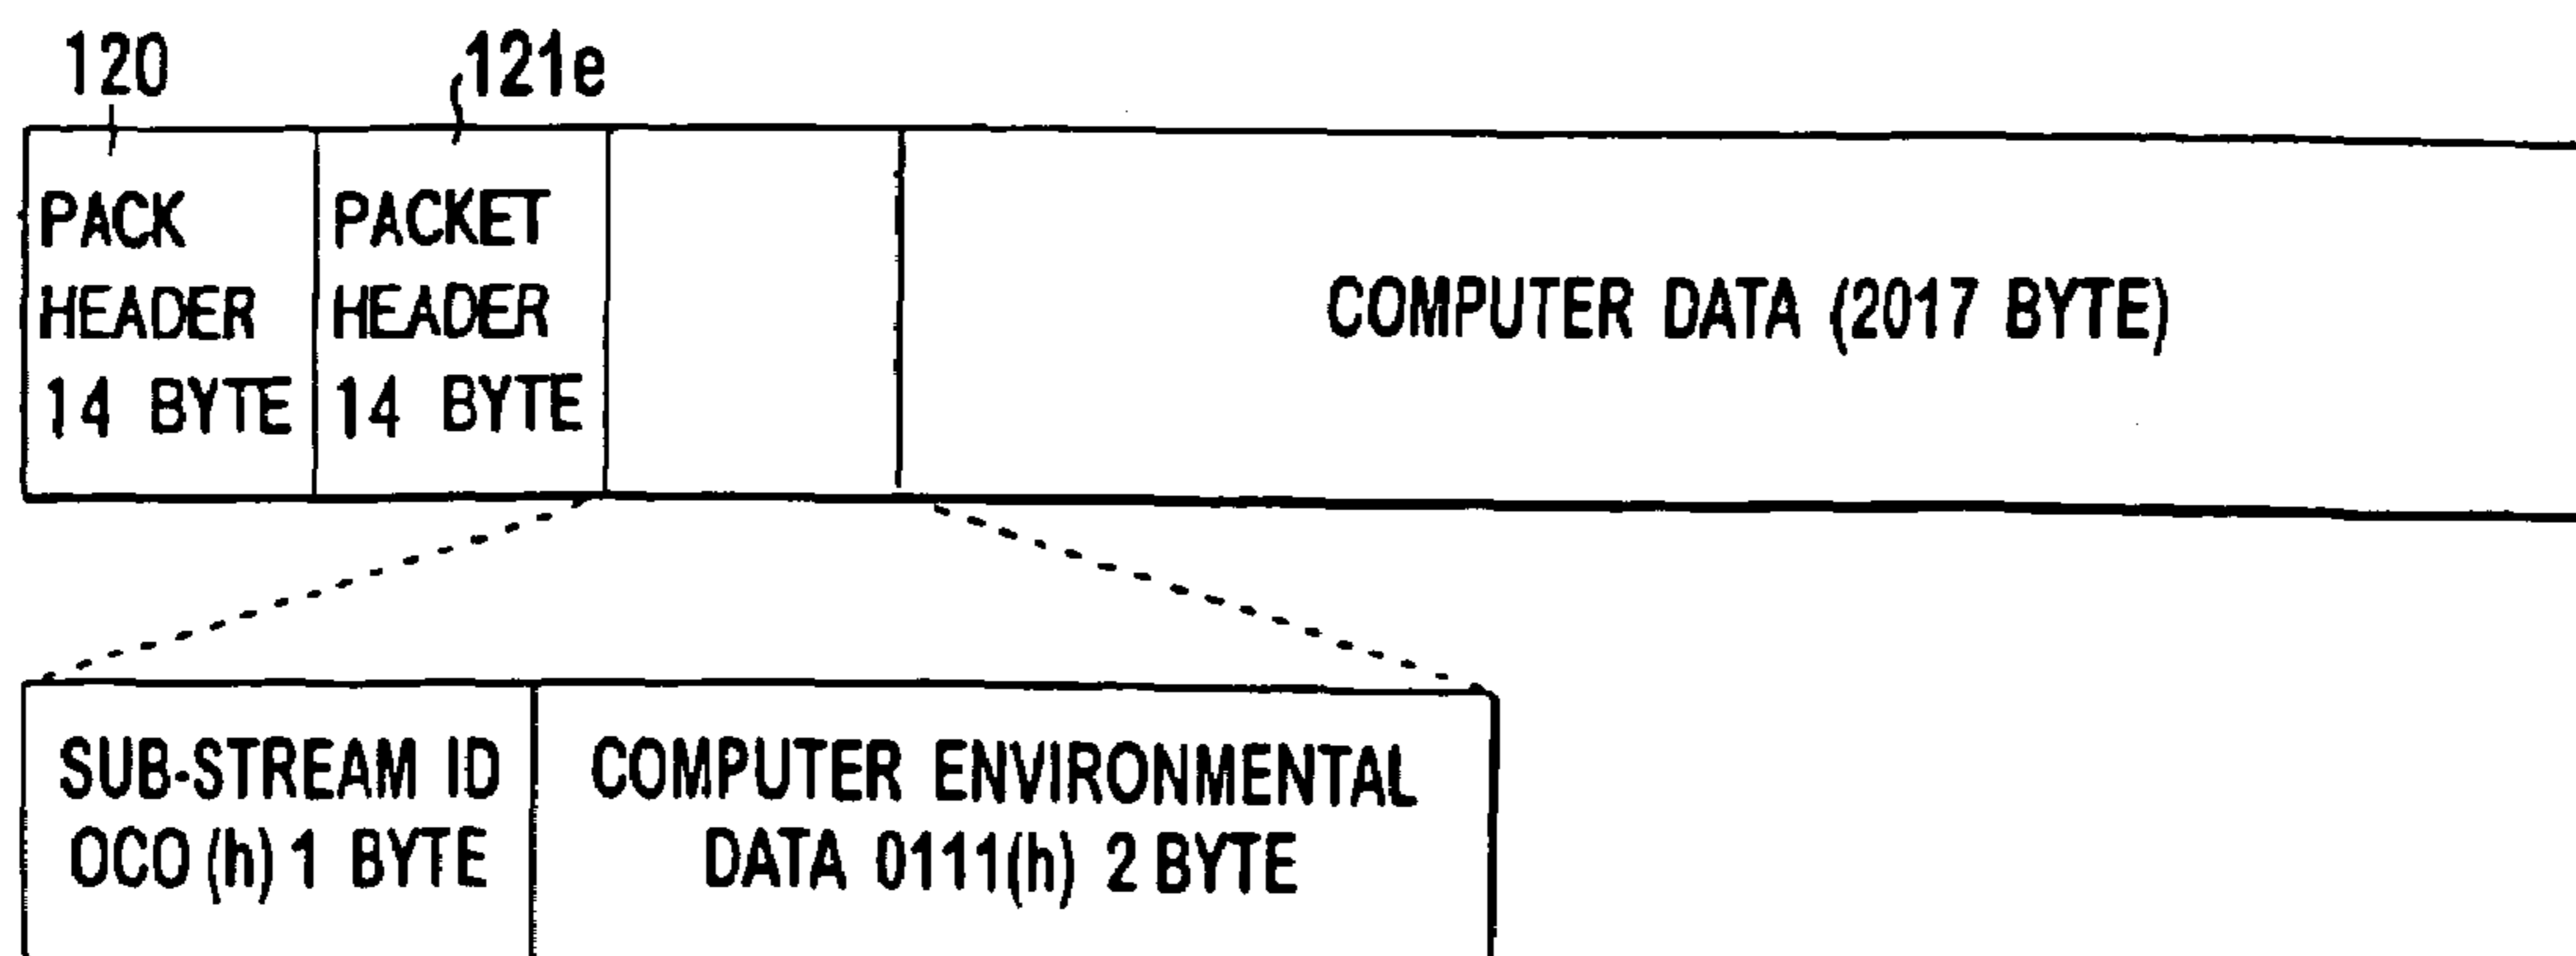 120
121e
PACK
HEADER
14 BYTE
PACKET
HEADER
14 BYTE
COMPUTER DATA (2017 BYTE)
SUB-STREAM ID
OCO (h) 1 BYTE
COMPUTER ENVIRONMENTAL
DATA 0111(h) 2 BYTE